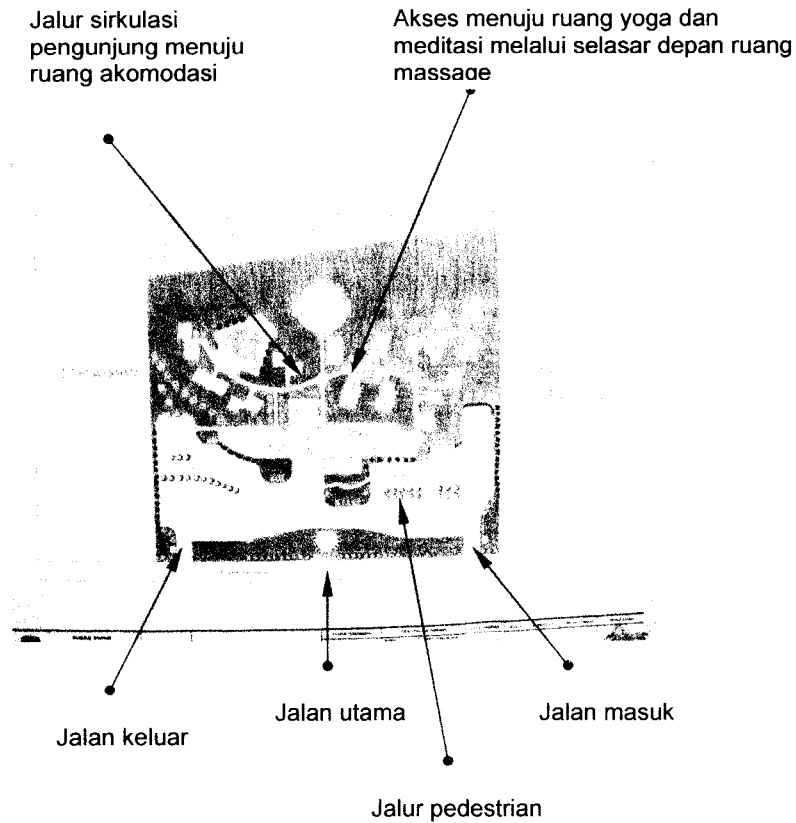 Jalur sirkulasi
pengunjung menuju
ruang akomodasi
Akses menuju ruang yoga dan
meditasi melalui selasar depan ruang
massage
Jalan keluar
Jalan utama
Jalan masuk
Jalur pedestrian